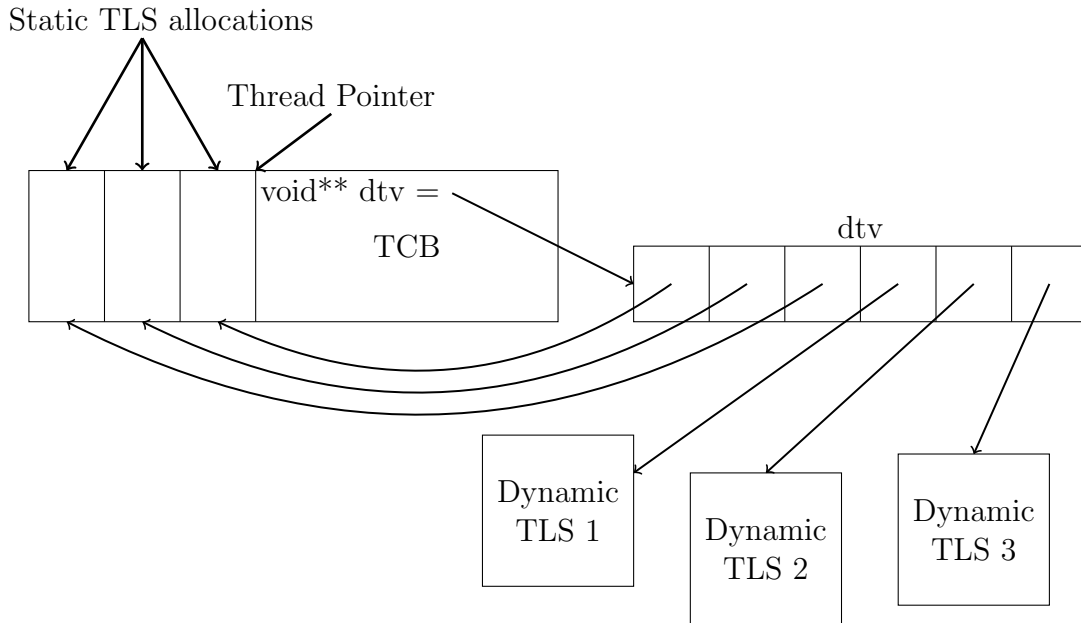 Static TLS allocations
Thread Pointer
void** dtv =
TCB
dtv
Dynamic
TLS 1
Dynamic
TLS 2
Dynamic
TLS 3